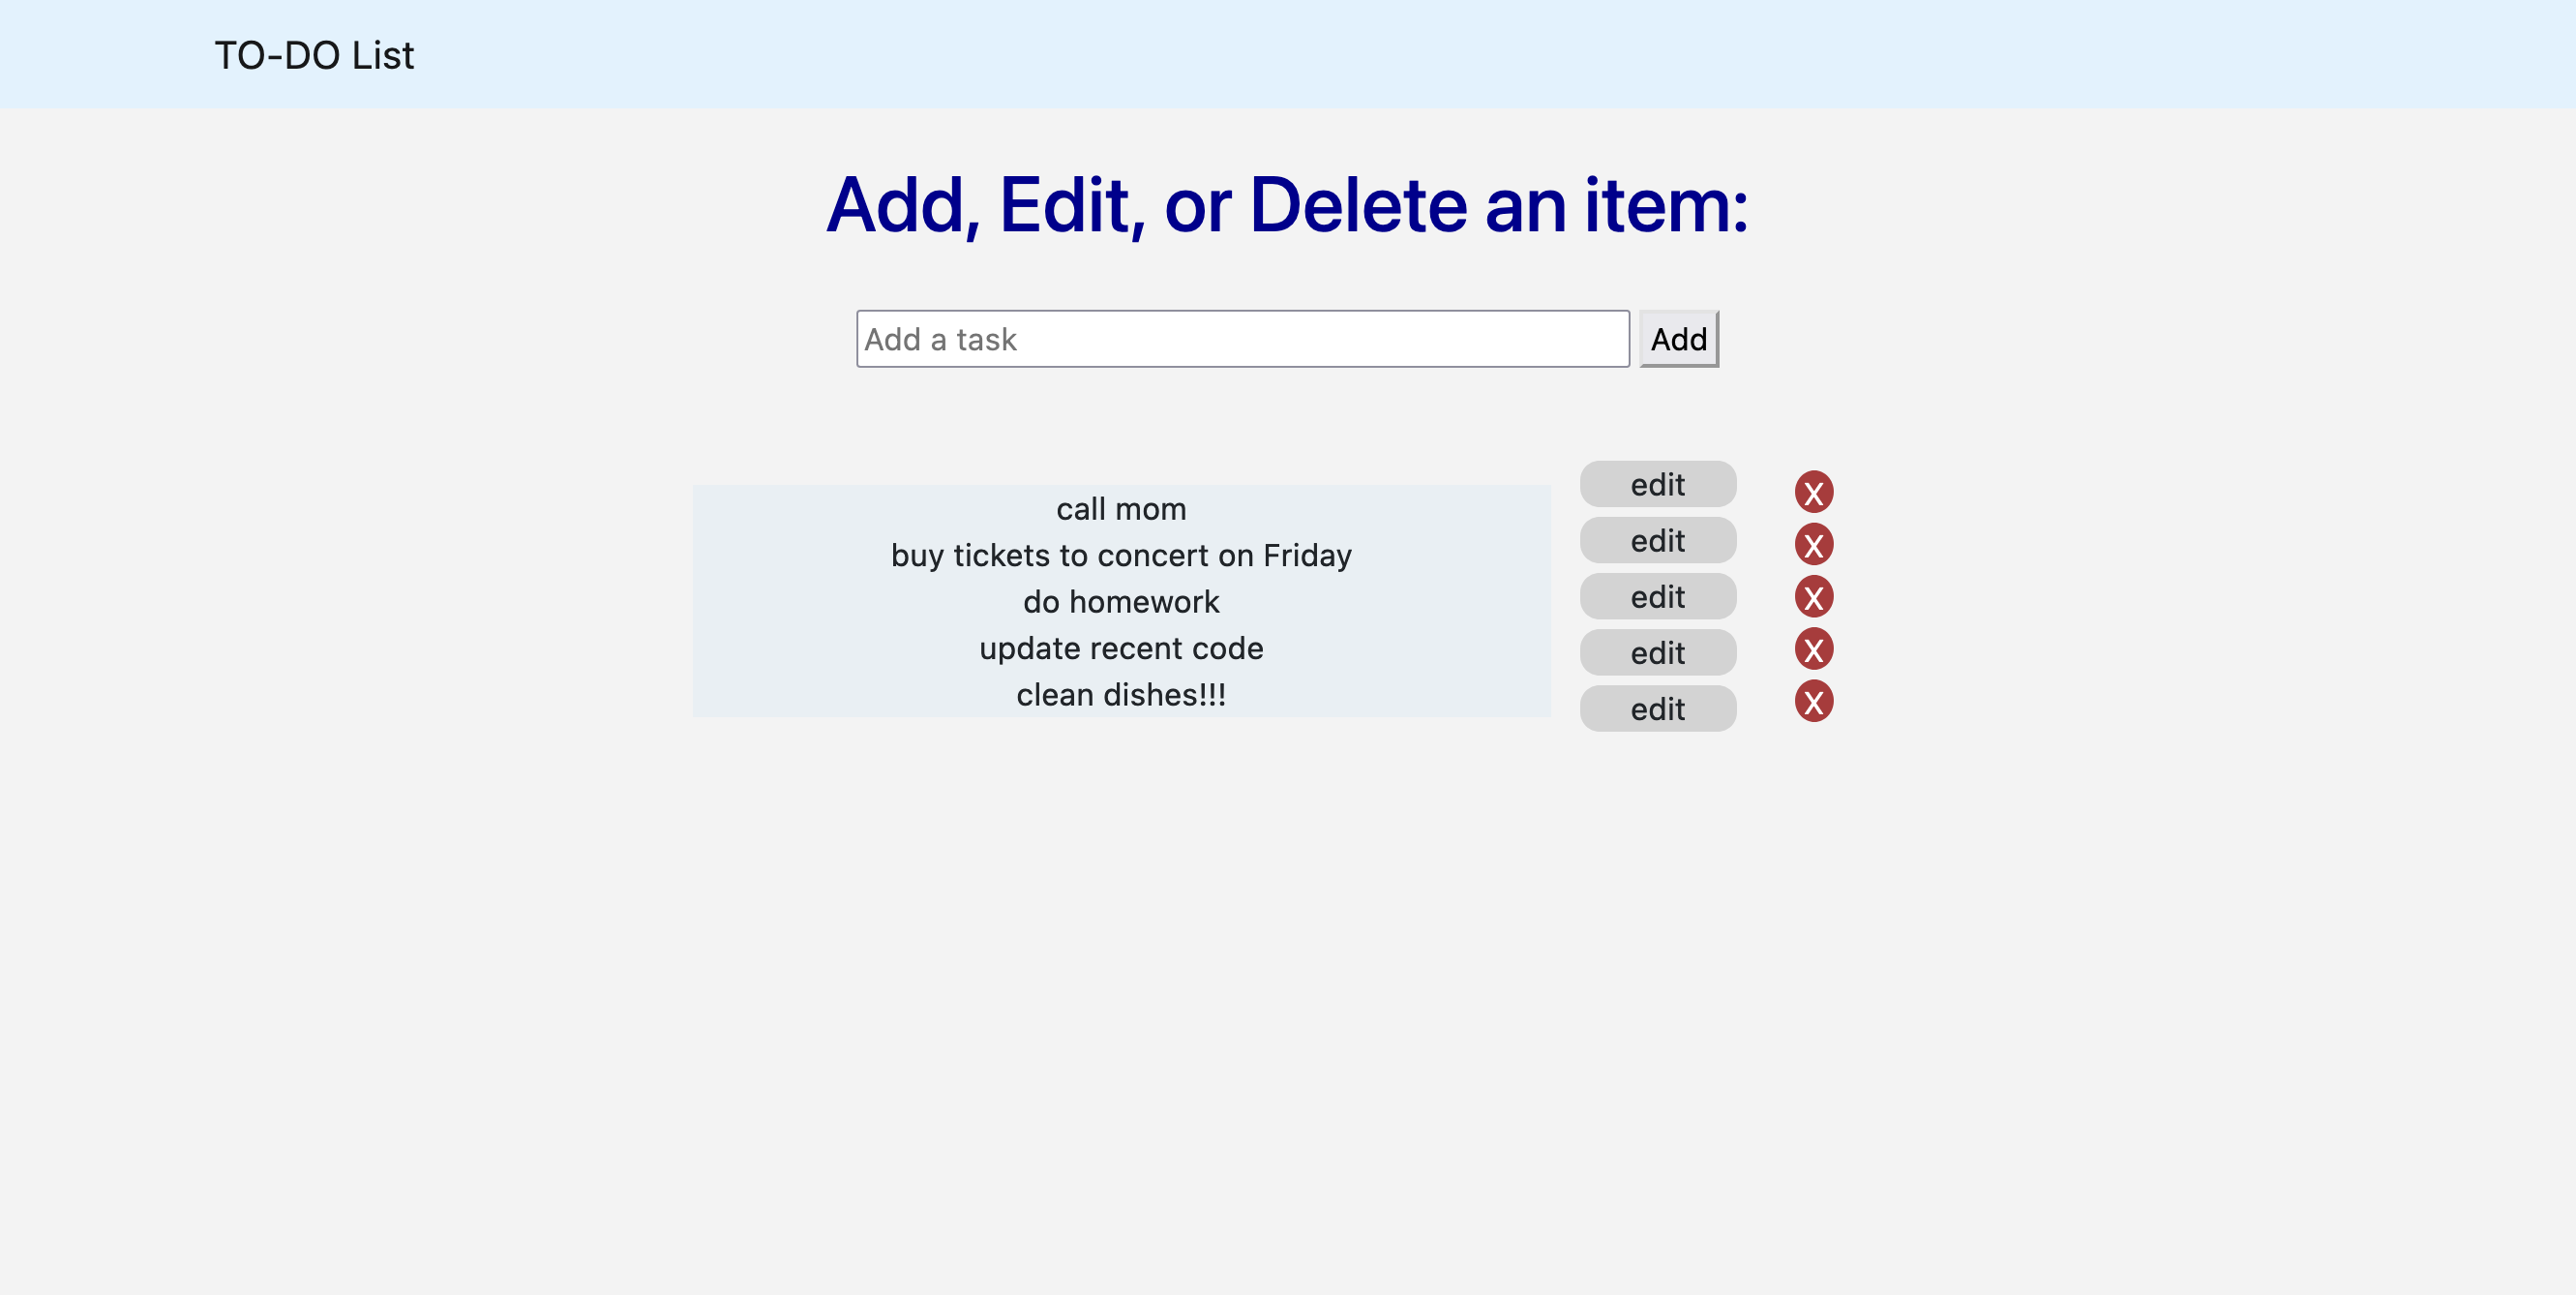 TO-DO List
Add, Edit, or Delete an item:
Add a task Add
call mom edit X
buy tickets to concert on Friday edit X
do homework edit X
update recent code edit X
clean dishes!!! edit X